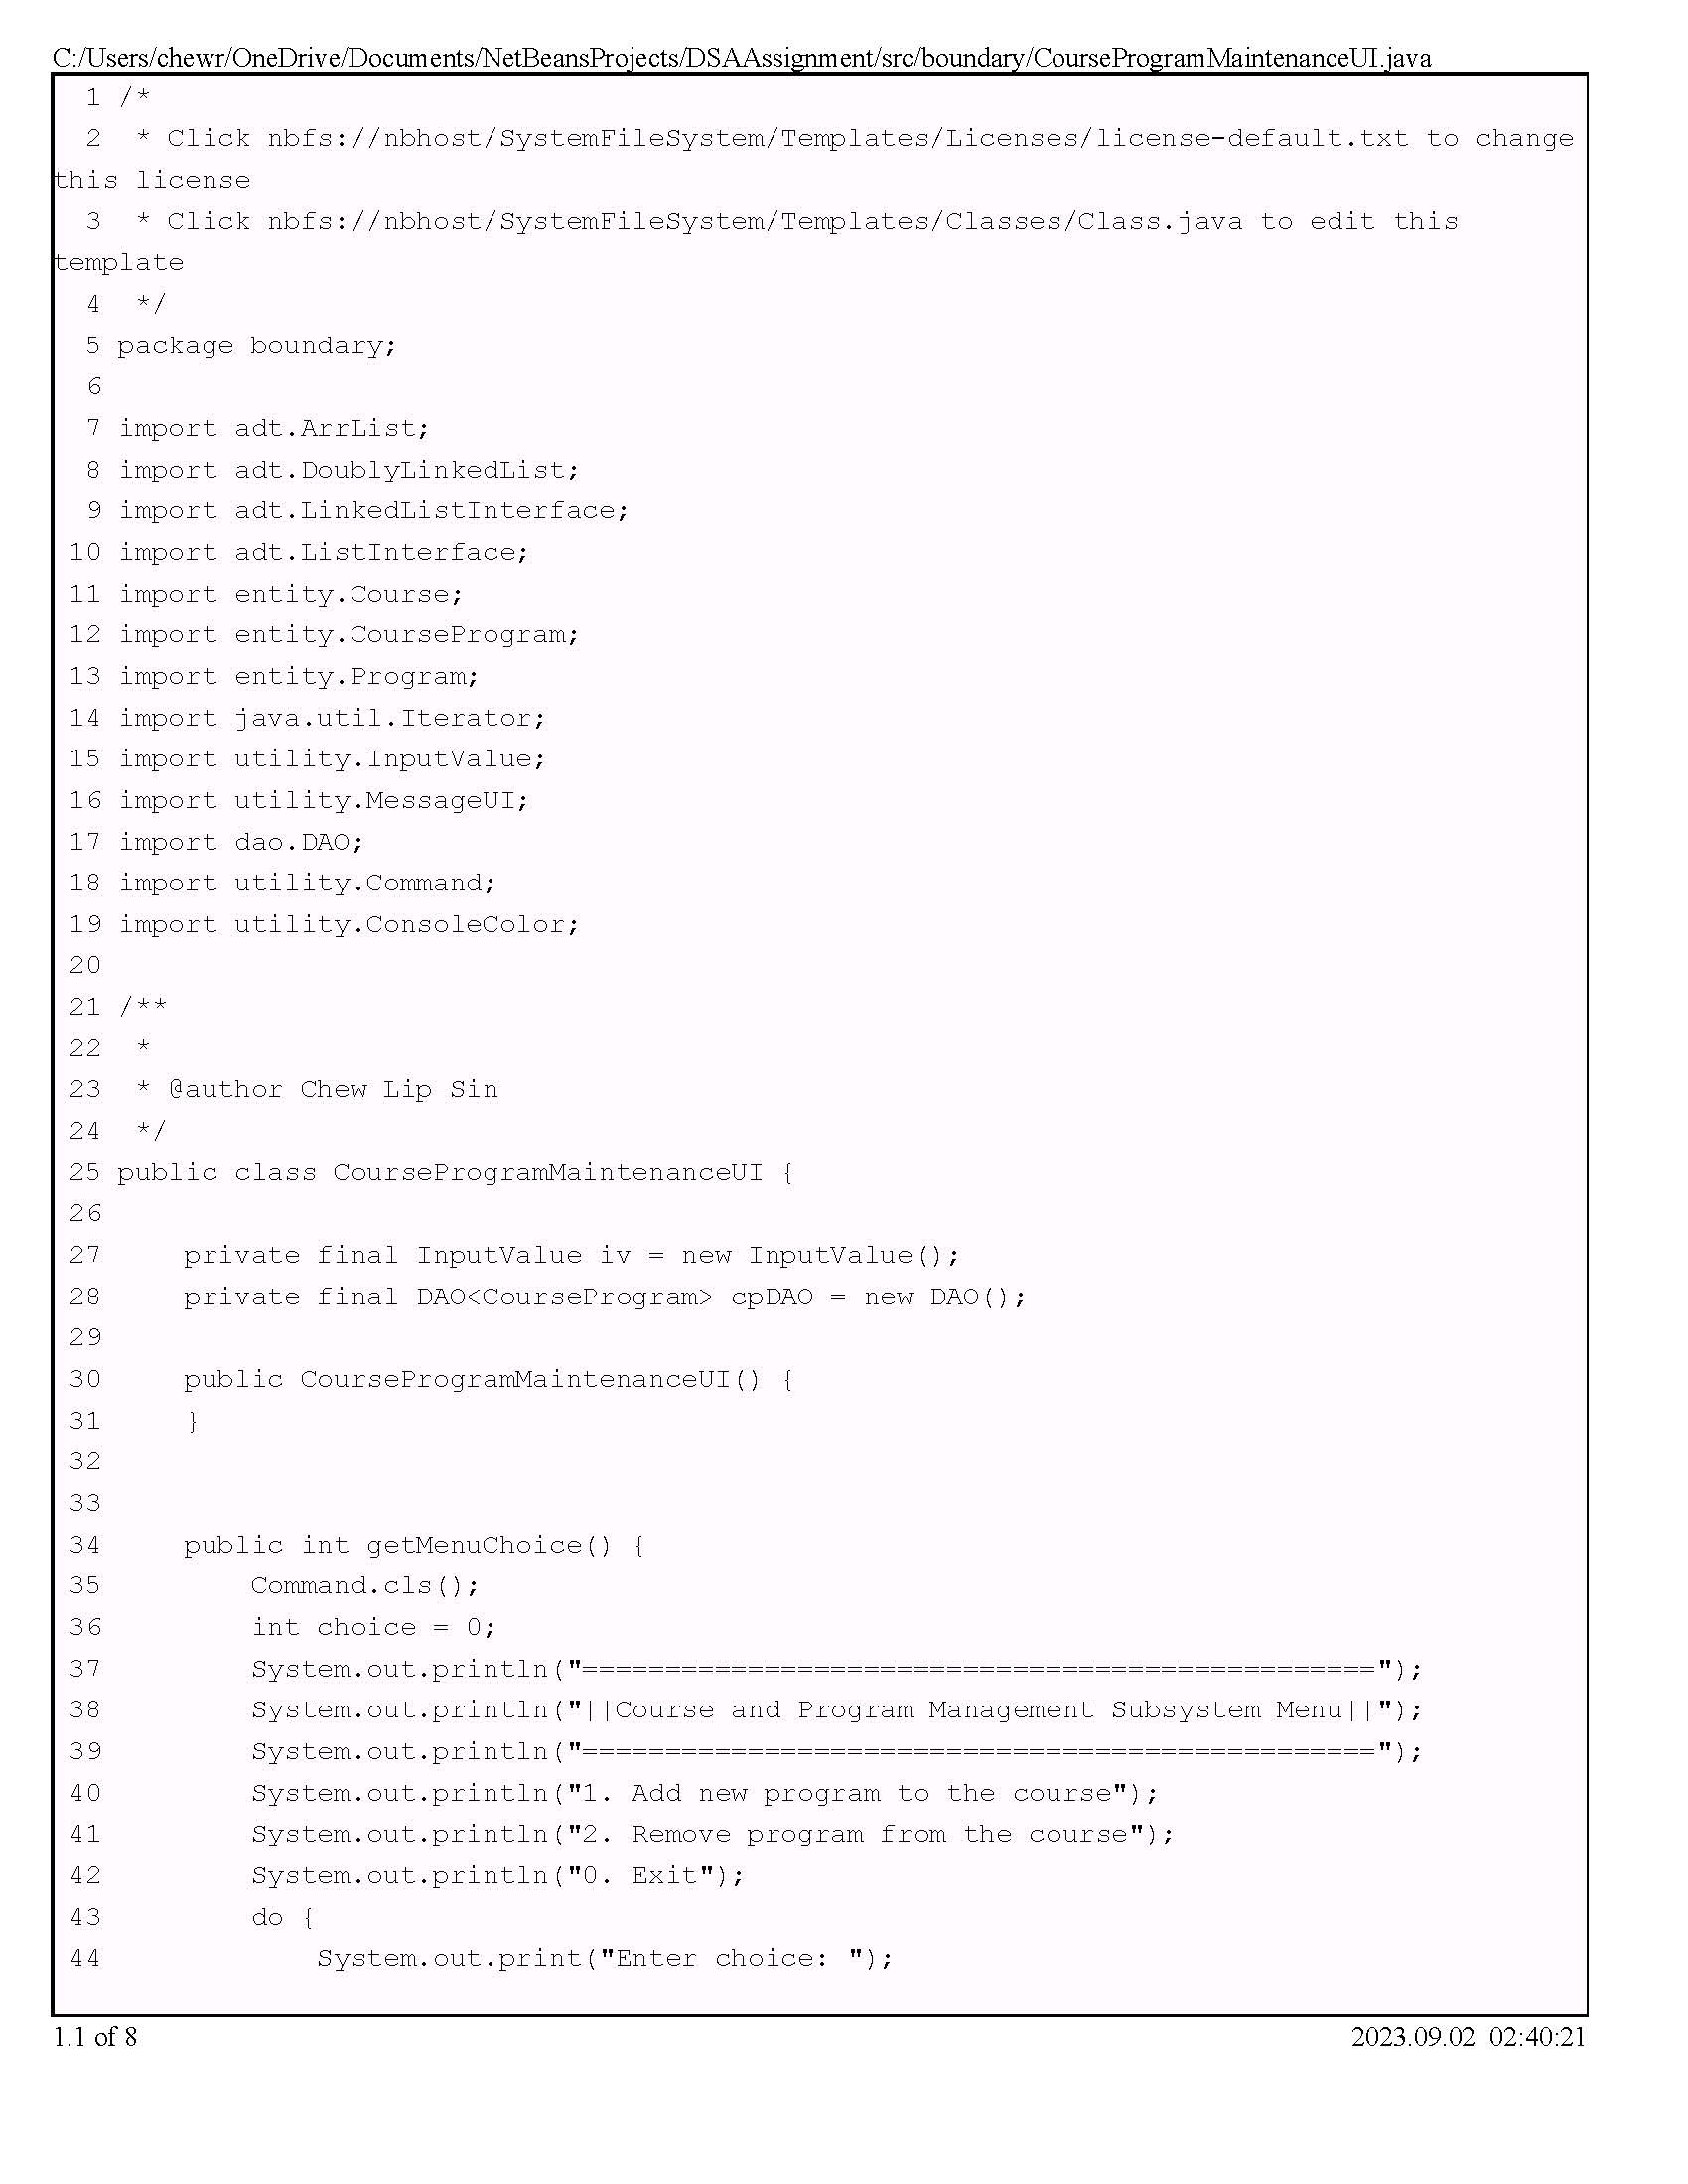 C:/Users/chewr/OneDrive/Documents/NetBeansProjects/DSAAssignment/src/boundary/CourseProgramMaintenanceUI.java
1 /*
2  * Click nbfs://nbhost/SystemFileSystem/Templates/Licenses/license-default.txt to change
this license
3  * Click nbfs://nbhost/SystemFileSystem/Templates/Classes/Class.java to edit this
template
4  */
5 package boundary;
6
7 import adt.ArrList;
8 import adt.DoublyLinkedList;
9 import adt.LinkedListInterface;
10 import adt.ListInterface;
11 import entity.Course;
12 import entity.CourseProgram;
13 import entity.Program;
14 import java.util.Iterator;
15 import utility.InputValue;
16 import utility.MessageUI;
17 import dao.DAO;
18 import utility.Command;
19 import utility.ConsoleColor;
20
21 /**
22  *
23  * @author Chew Lip Sin
24  */
25 public class CourseProgramMaintenanceUI {
26
27     private final InputValue iv = new InputValue();
28     private final DAO<CourseProgram> cpDAO = new DAO();
29
30     public CourseProgramMaintenanceUI() {
31     }
32
33
34     public int getMenuChoice() {
35         Command.cls();
36         int choice = 0;
37         System.out.println("================================================");
38         System.out.println("||Course and Program Management Subsystem Menu||");
39         System.out.println("================================================");
40         System.out.println("1. Add new program to the course");
41         System.out.println("2. Remove program from the course");
42         System.out.println("0. Exit");
43         do {
44             System.out.print("Enter choice: ");
1.1 of 8
2023.09.02 02:40:21